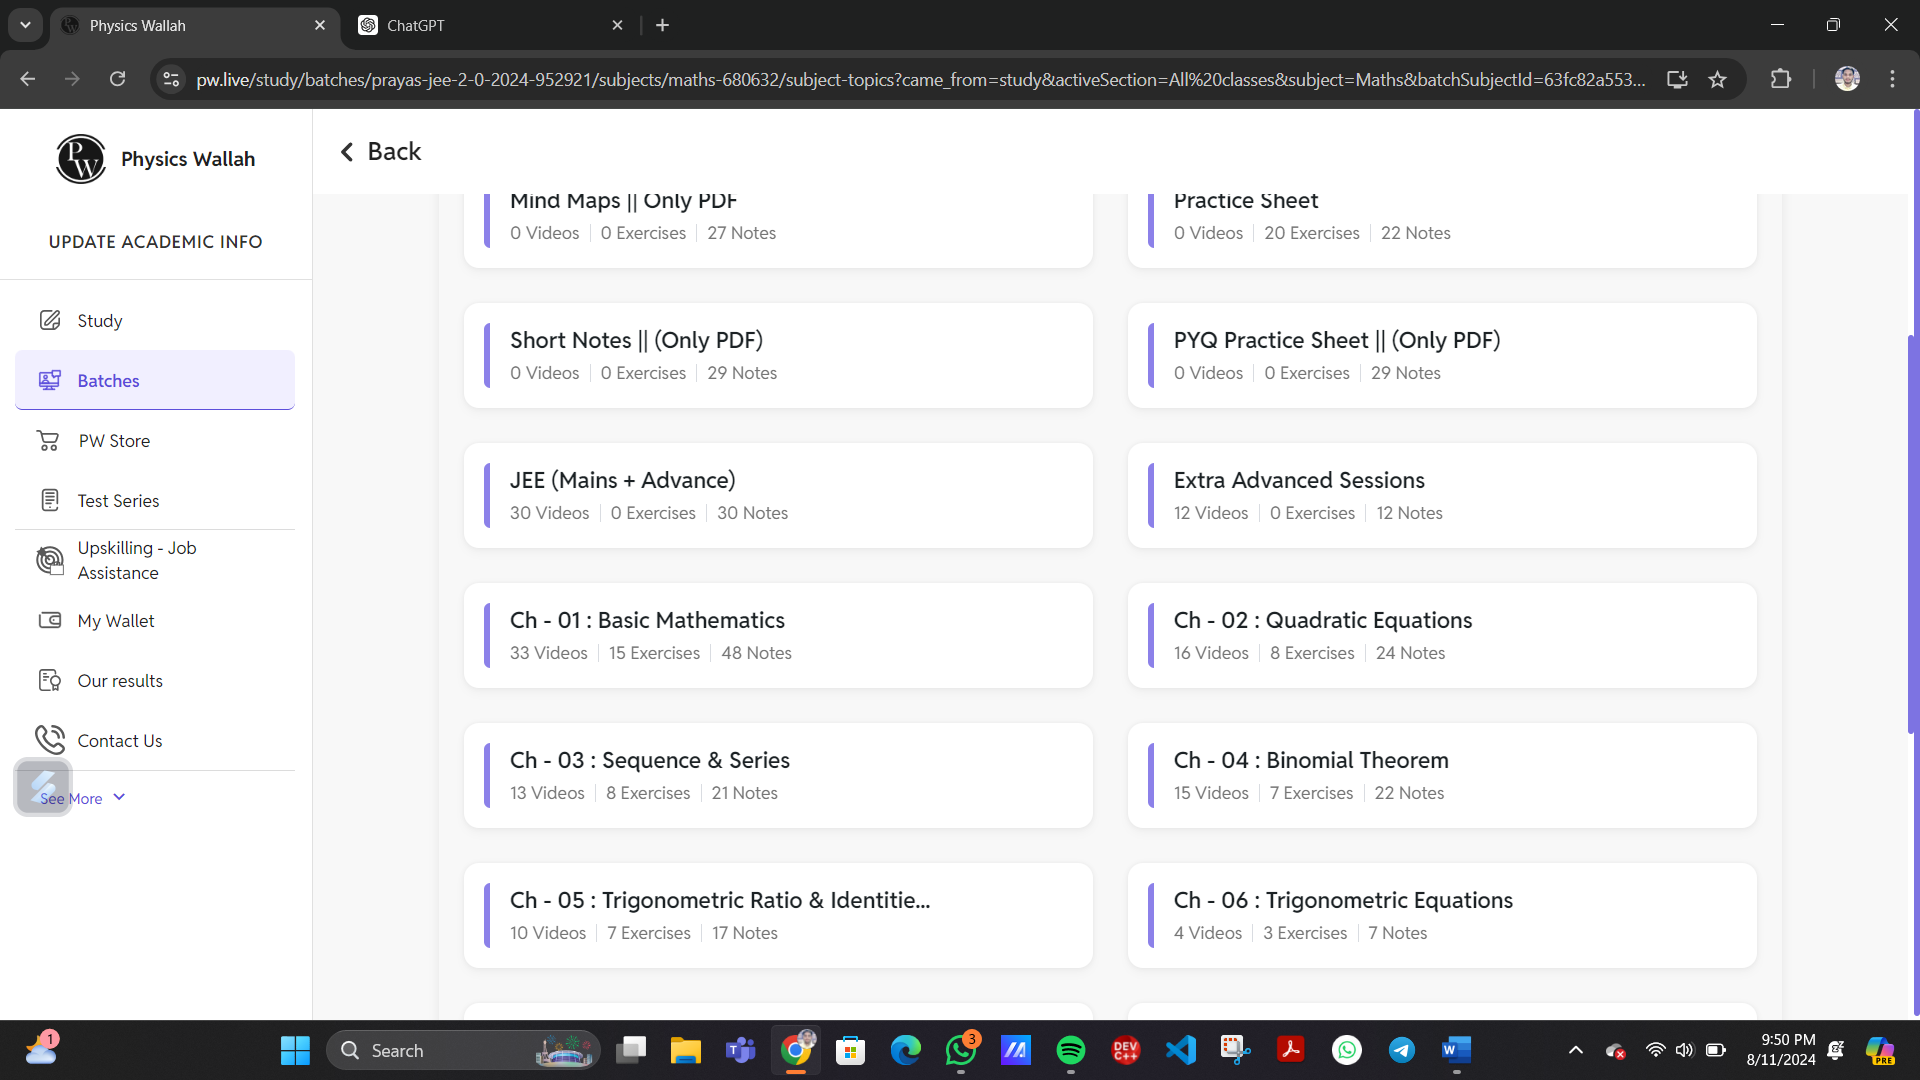 Physics Wallah
ChatGPT
pw.live/study/batches/prayas-jee-2-0-2024-952921/subjects/maths-680632/subject-topics?came_from=study&activeSection=All%20classes&subject=Maths&batchSubjectId=63fc82a553...
PW
Physics Wallah
UPDATE ACADEMIC INFO
Study
Batches
PW Store
Test Series
Upskilling - Job
Assistance
My Wallet
Our results
Contact Us
See More
Back
Mind Maps || Only PDF
0 Videos 0 Exercises 27 Notes
Practice Sheet
0 Videos 20 Exercises 22 Notes
Short Notes || (Only PDF)
0 Videos 0 Exercises 29 Notes
PYQ Practice Sheet || (Only PDF)
0 Videos 0 Exercises 29 Notes
JEE (Mains + Advance)
30 Videos 0 Exercises 30 Notes
Extra Advanced Sessions
12 Videos 0 Exercises 12 Notes
Ch - 01 : Basic Mathematics
33 Videos 15 Exercises 48 Notes
Ch - 02 : Quadratic Equations
16 Videos 8 Exercises 24 Notes
Ch - 03 : Sequence & Series
13 Videos 8 Exercises 21 Notes
Ch - 04 : Binomial Theorem
15 Videos 7 Exercises 22 Notes
Ch - 05 : Trigonometric Ratio & Identitie...
10 Videos 7 Exercises 17 Notes
Ch - 06 : Trigonometric Equations
4 Videos 3 Exercises 7 Notes
1
Search
T
3
DEV
C++
W
9:50 PM
8/11/2024
PRE